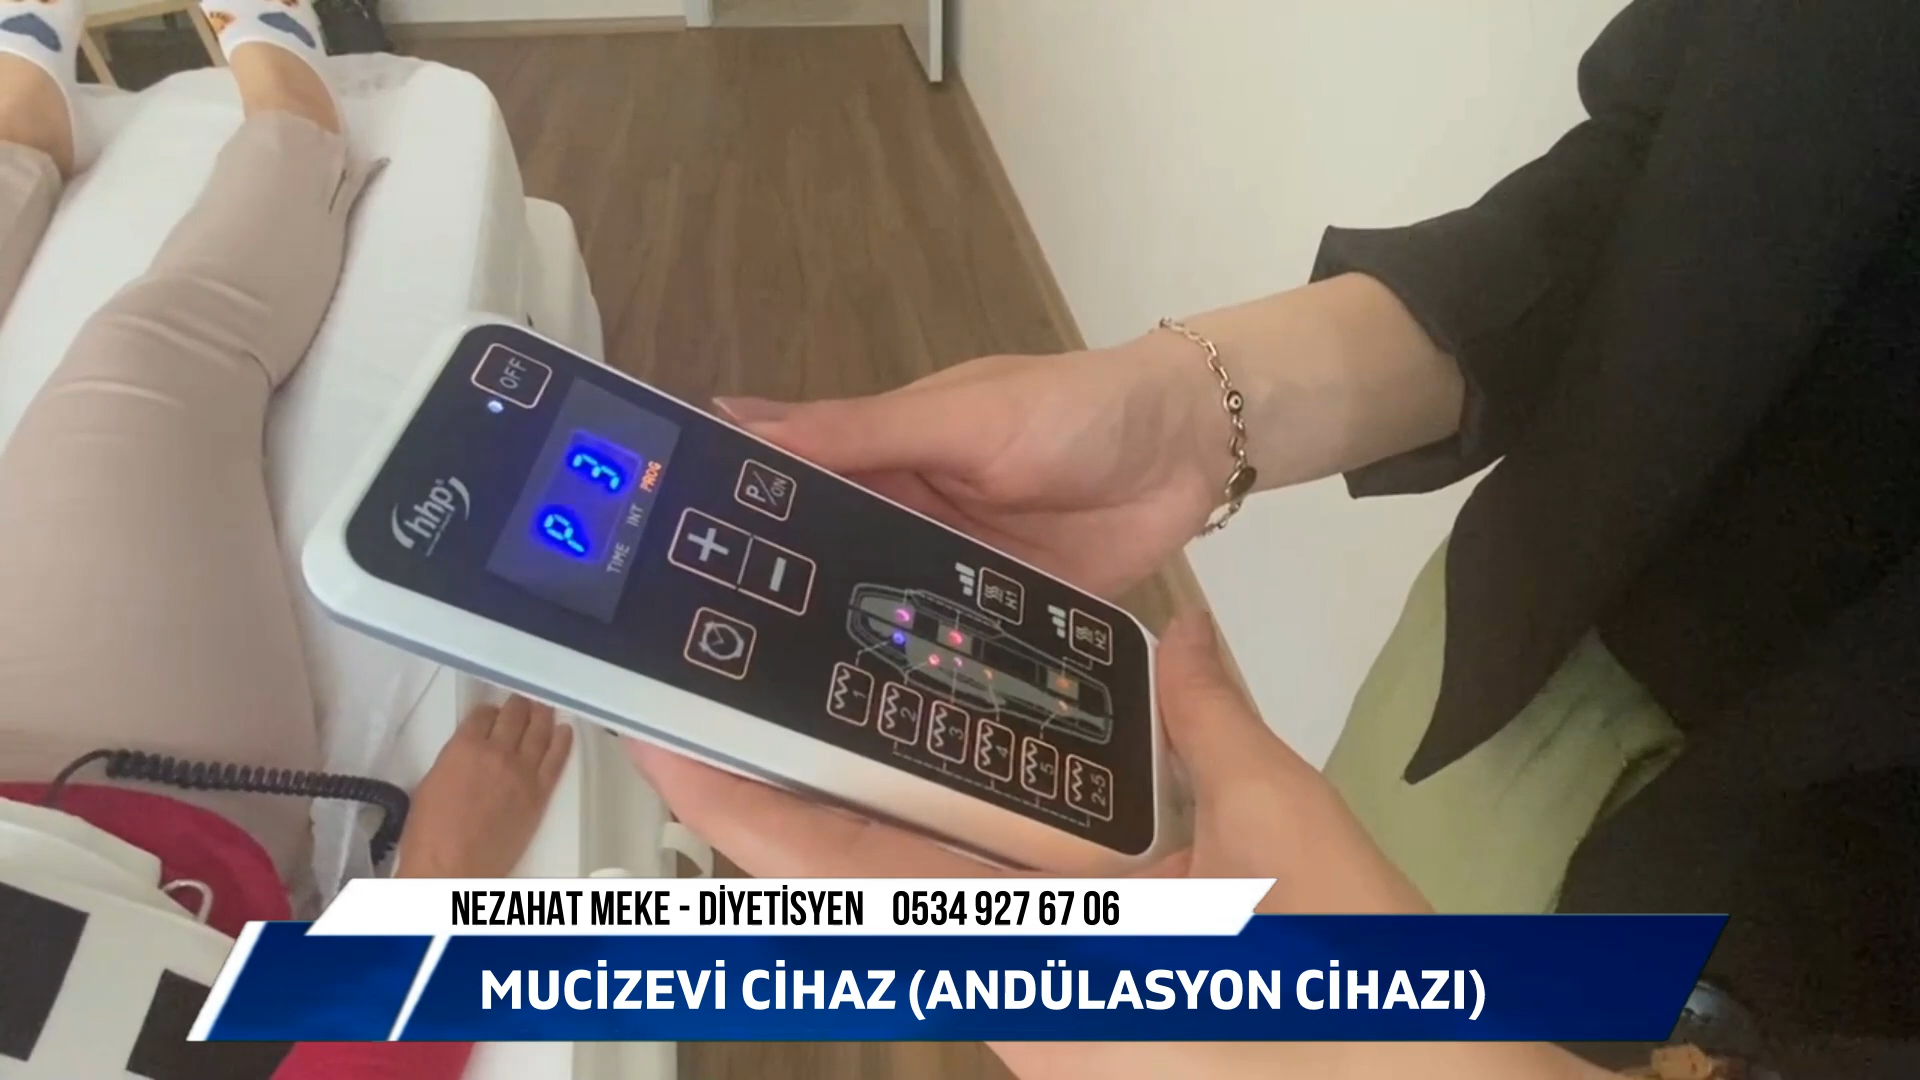 OFF
hhp
P 3
TIME INT PROG
P/ON
+
-
H1
H2
1
2
3
4
5
2-5
NEZAHAT MEKE - DİYETİSYEN 0534 927 67 06
MUCİZEVİ CİHAZ (ANDÜLASYON CİHAZI)